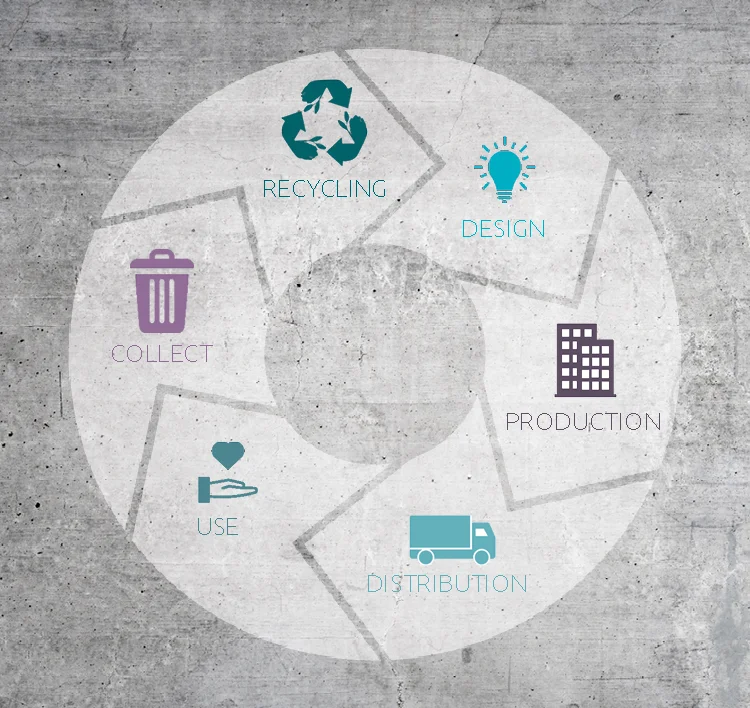 RECYCLING
DESIGN
COLLECT
PRODUCTION
USE
DISTRIBUTION